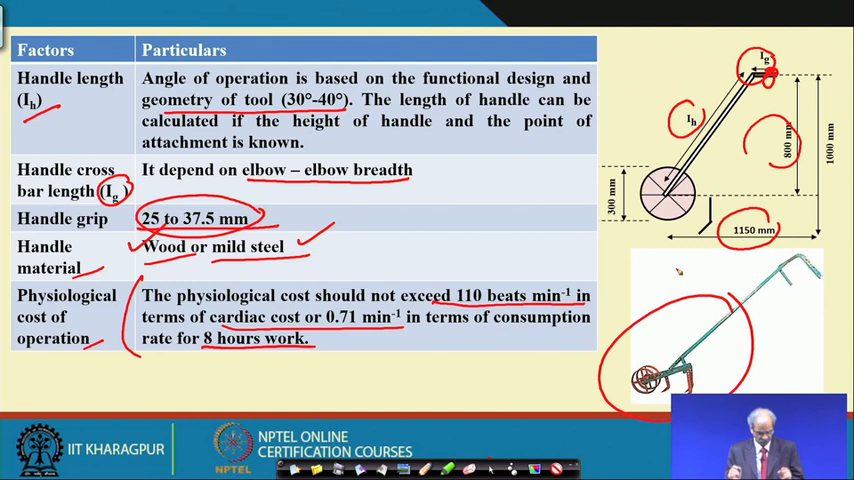 Factors Particulars
Handle length (Ih) Angle of operation is based on the functional design and
geometry of tool (30°-40°). The length of handle can be
calculated if the height of handle and the point of
attachment is known.
Handle cross bar length (Ig) It depend on elbow – elbow breadth
Handle grip 25 to 37.5 mm
Handle material Wood or mild steel
Physiological cost of operation The physiological cost should not exceed 110 beats min-1 in
terms of cardiac cost or 0.71 min-1 in terms of consumption
rate for 8 hours work.
Ig
Ih
800 mm
1000 mm
300 mm
1150 mm
IIT KHARAGPUR
NPTEL
NPTEL ONLINE
CERTIFICATION COURSES